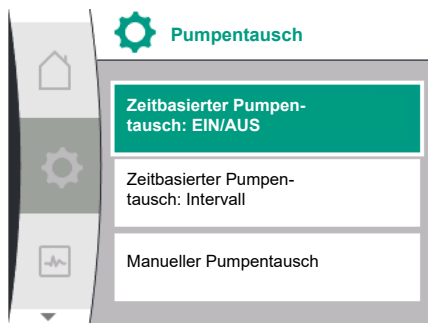 Pumpentausch
Zeitbasierter Pumpen-
tausch: EIN/AUS
Zeitbasierter Pumpen-
tausch: Intervall
Manueller Pumpentausch